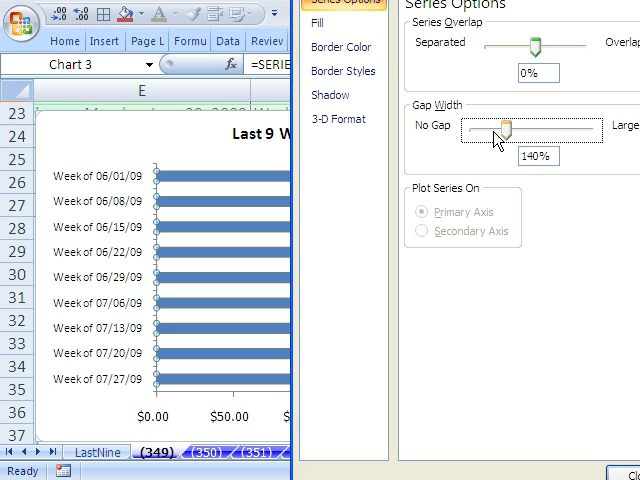 Home Insert Page L Formu Data Reviev
Chart 3 fx =SERIE
E
23
24
25
26
27
28
29
30
31
32
33
34
35
36
37
Last 9 W
Week of 06/01/09
Week of 06/08/09
Week of 06/15/09
Week of 06/22/09
Week of 06/29/09
Week of 07/06/09
Week of 07/13/09
Week of 07/20/09
Week of 07/27/09
$0.00 $50.00
LastNine (349) (350) (351)
Ready
Series Options
Fill
Border Color
Border Styles
Shadow
3-D Format
Series Options
Series Overlap
Separated Overlap
0%
Gap Width
No Gap Large
140%
Plot Series On
Primary Axis
Secondary Axis
Clo